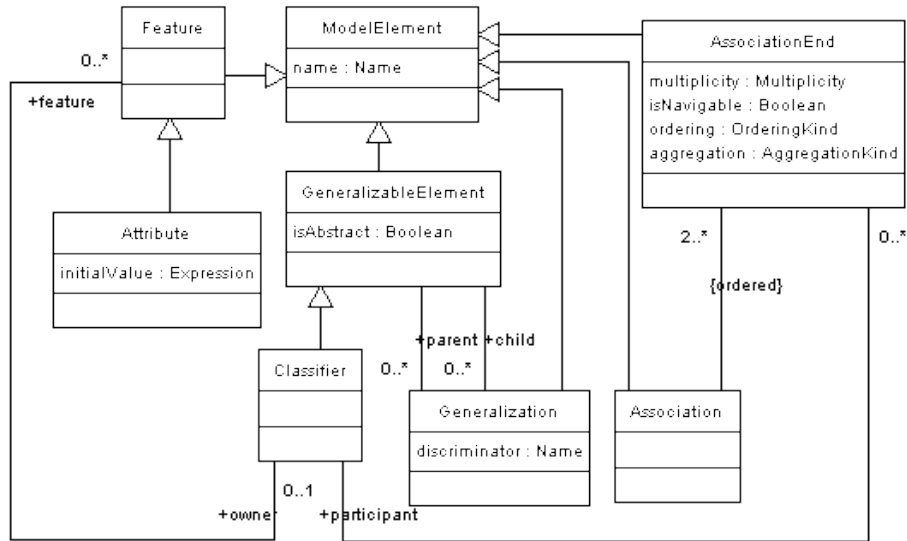 Feature
0..*
+feature
ModelElement
name : Name
AssociationEnd
multiplicity : Multiplicity
isNavigable : Boolean
ordering : OrderingKind
aggregation : AggregationKind
GeneralizableElement
isAbstract : Boolean
Attribute
initialValue : Expression
2..*
0..*
{ordered}
+parent
+child
0..*
0..*
Classifier
Generalization
discriminator : Name
Association
0..1
+owner
+participant